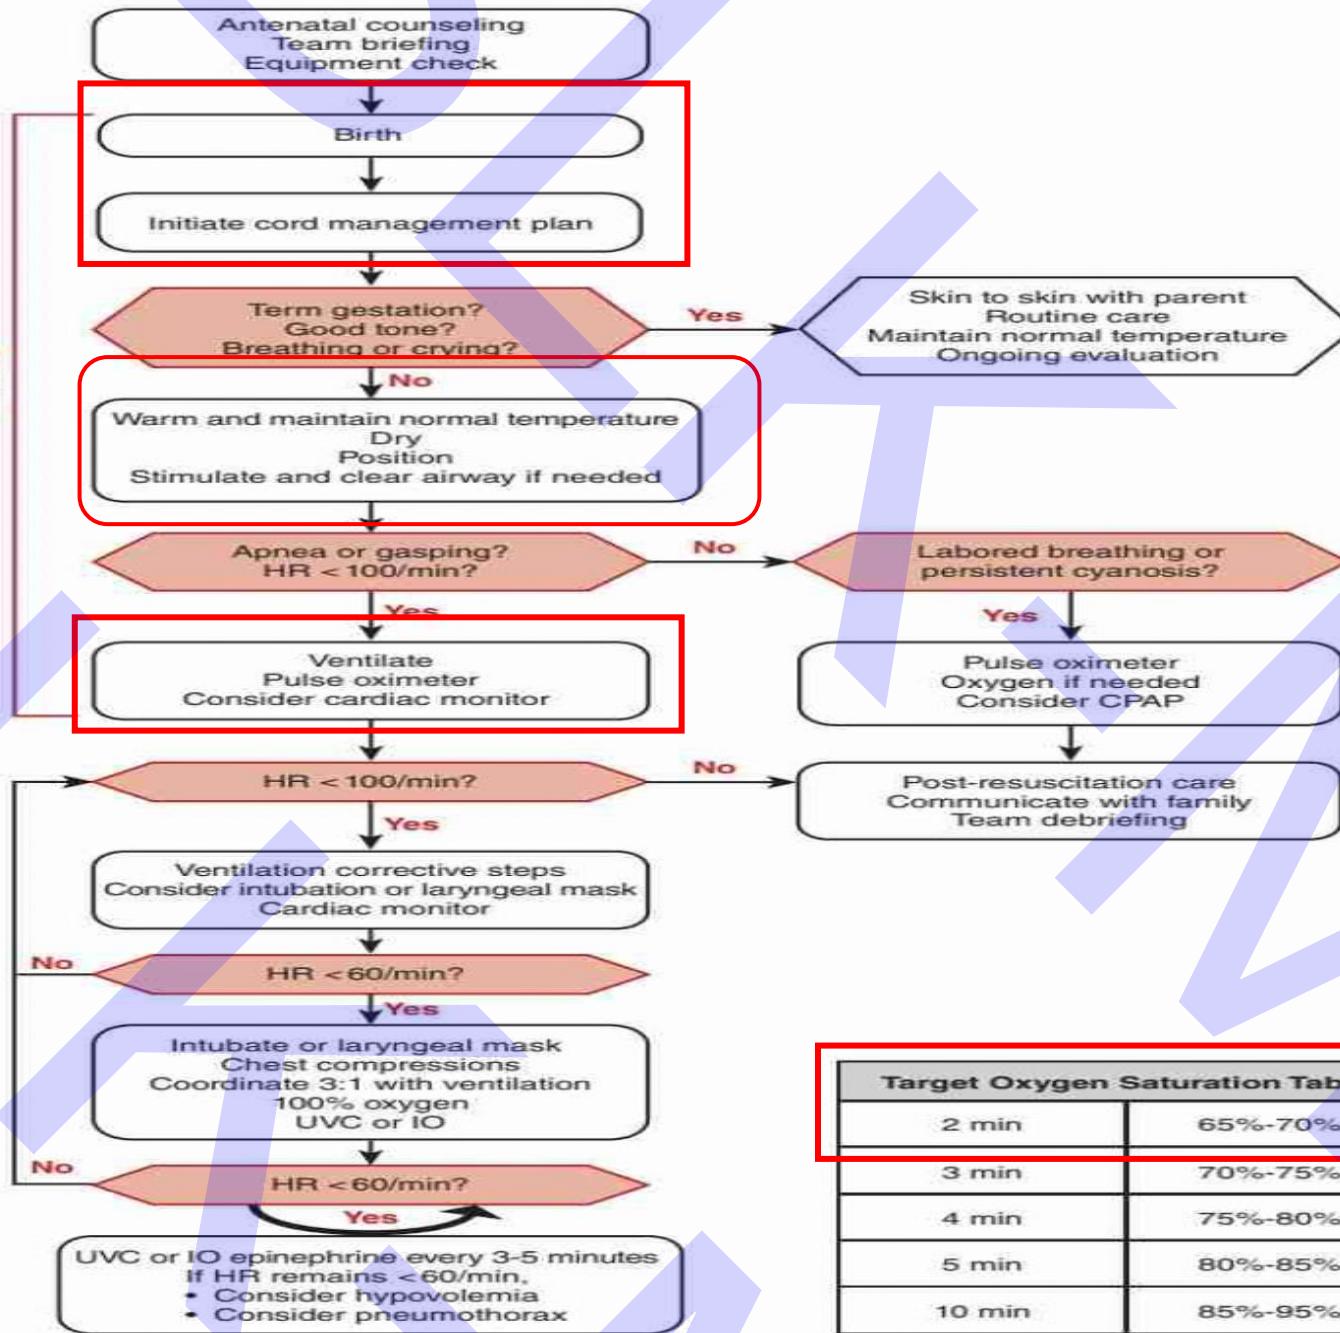 Antenatal counseling
Team briefing
Equipment check
Birth
Initiate cord management plan
Term gestation?
Good tone?
Breathing or crying?
Yes
Skin to skin with parent
Routine care
Maintain normal temperature
Ongoing evaluation
No
Warm and maintain normal temperature
Dry
Position
Stimulate and clear airway if needed
Apnea or gasping?
HR <100/min?
No
Labored breathing or
persistent cyanosis?
Yes
Yes
Ventilate
Pulse oximeter
Consider cardiac monitor
Pulse oximeter
Oxygen if needed
Consider CPAP
HR <100/min?
No
Post-resuscitation care
Communicate with family
Team debriefing
Yes
Ventilation corrective steps
Consider intubation or laryngeal mask
Cardiac monitor
No
HR <60/min?
Yes
Intubate or laryngeal mask
Chest compressions
Coordinate 3:1 with ventilation
100% oxygen
UVC or IO
No
HR <60/min?
Yes
UVC or IO epinephrine every 3-5 minutes
If HR remains <60/min,
• Consider hypovolemia
• Consider pneumothorax
Target Oxygen Saturation Tab
2 min 65%-70%
3 min 70%-75%
4 min 75%-80%
5 min 80%-85%
10 min 85%-95%